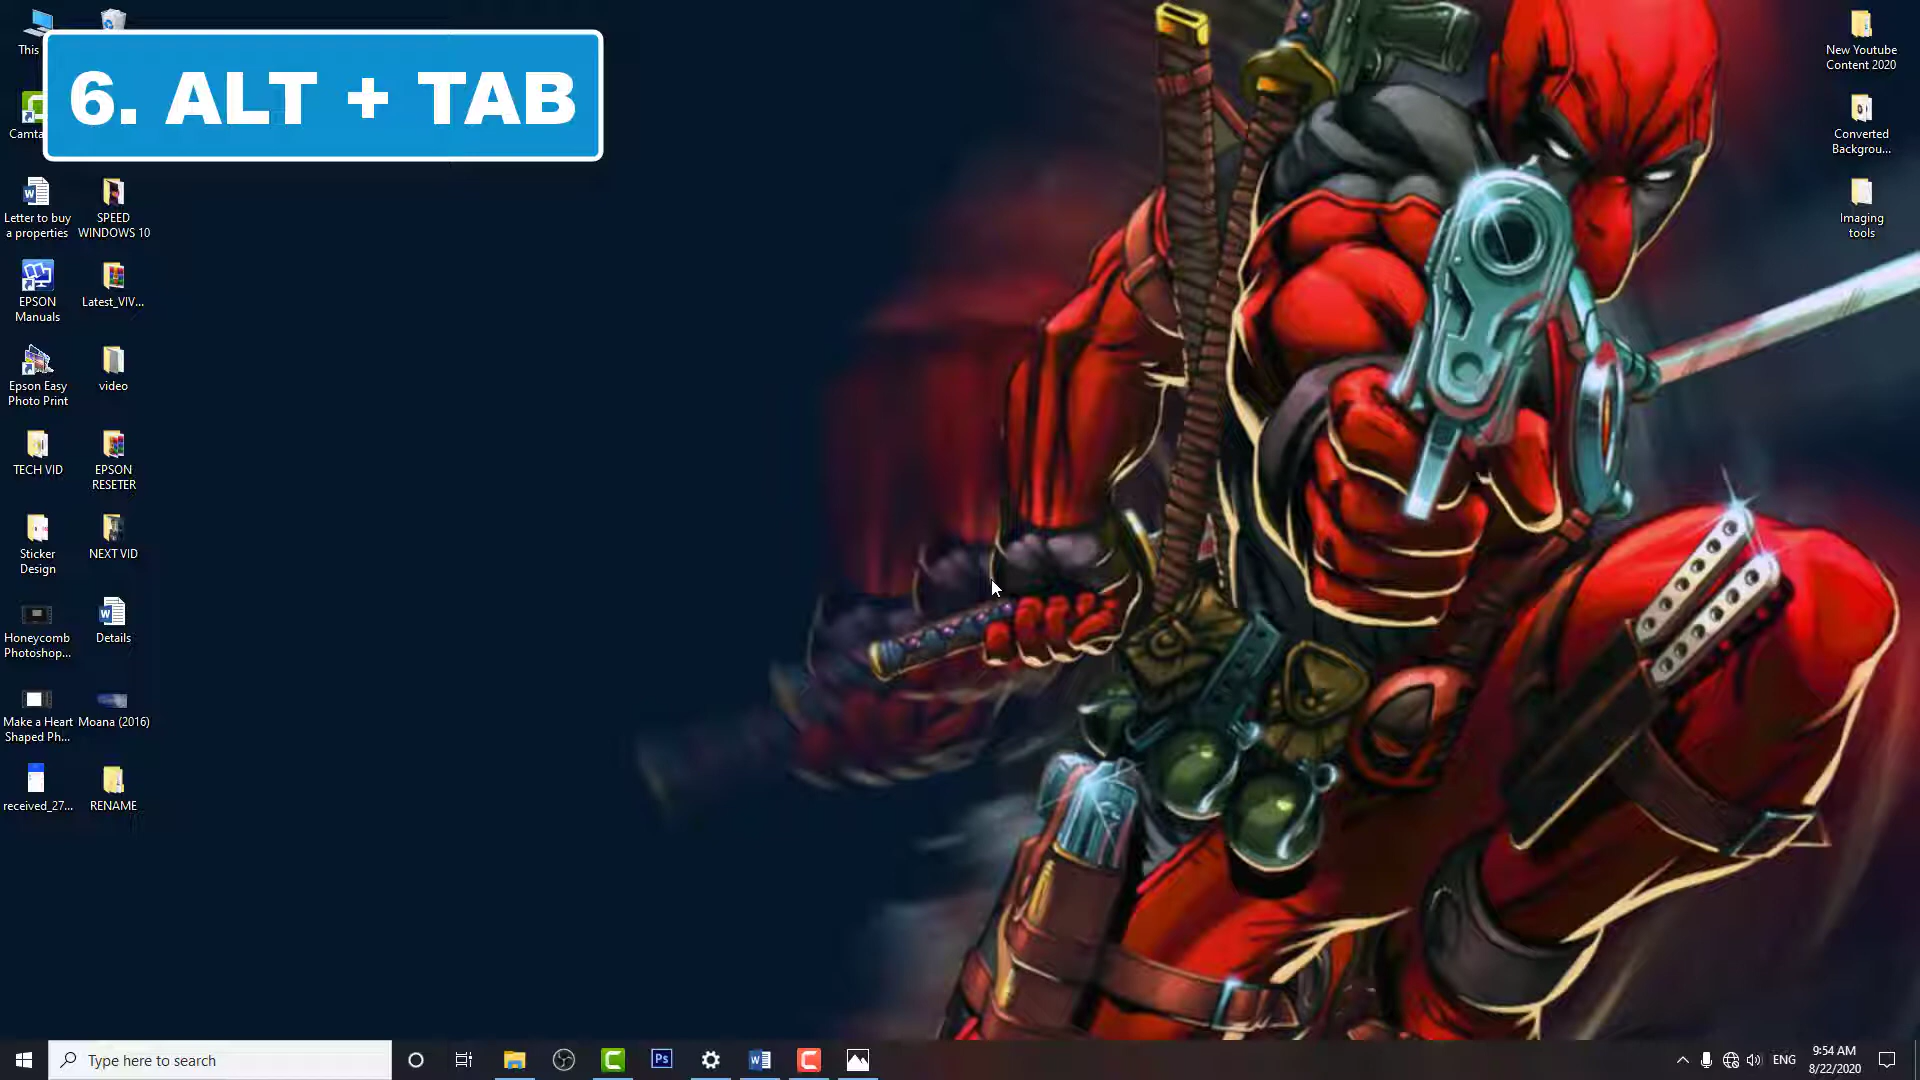 This
6. ALT + TAB
Camta
Letter to buy
a properties
SPEED
WINDOWS 10
EPSON
Manuals
Latest_VIV...
Epson Easy
Photo Print
video
TECH VID
EPSON
RESETER
Sticker
Design
NEXT VID
Honeycomb
Photoshop...
Details
Make a Heart
Shaped Ph...
Moana (2016)
received_27...
RENAME
New Youtube
Content 2020
Converted
Backgrou...
Imaging
tools
Type here to search
Ps
ENG
9:54 AM
8/22/2020